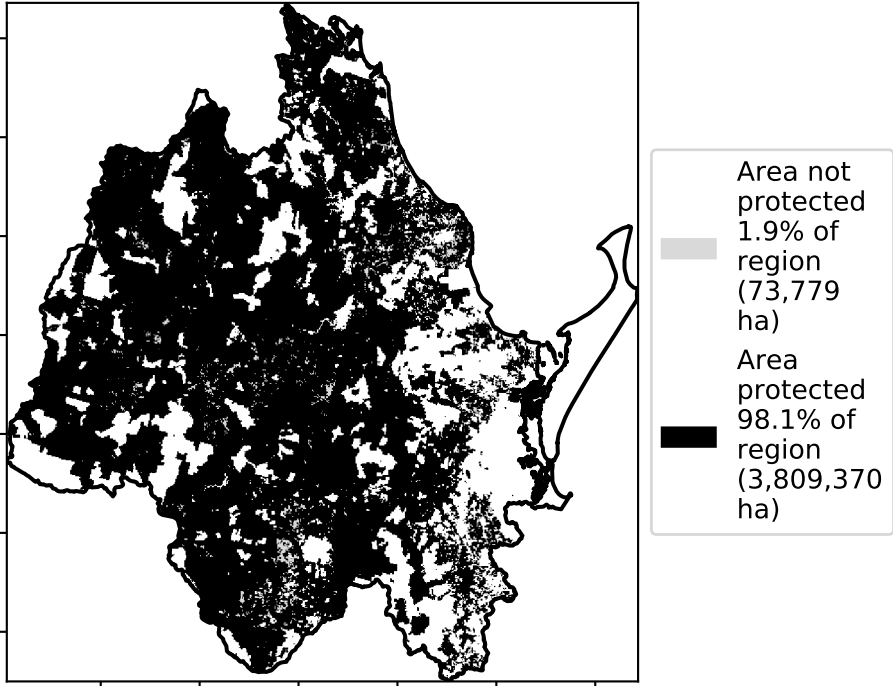 Area not
protected
1.9% of
region
(73,779
ha)
Area
protected
98.1% of
region
(3,809,370
ha)